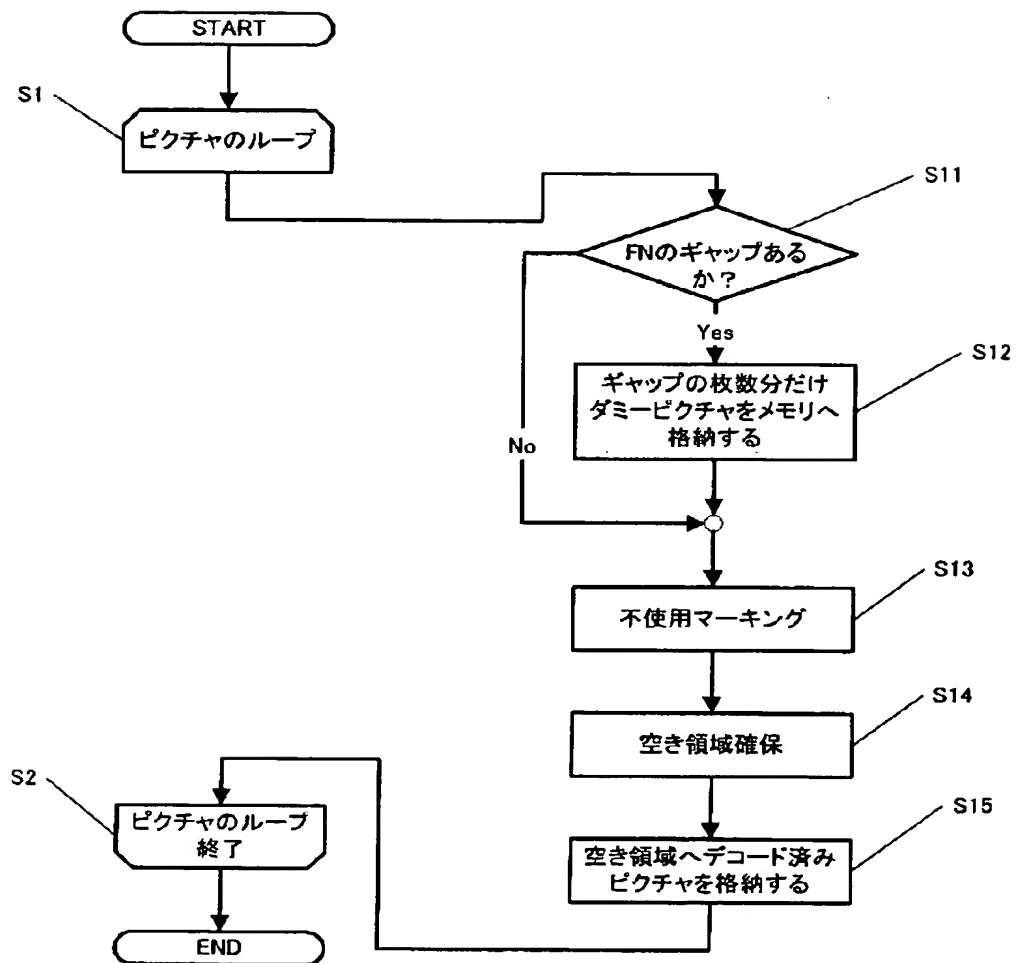 START
S1
ピクチャのループ
S11
FNのギャップある
か？
Yes
S12
ギャップの枚数分だけ
ダミーピクチャをメモリへ
格納する
No
S13
不使用マーキング
S14
空き領域確保
S2
ピクチャのループ
終了
S15
空き領域へデコード済み
ピクチャを格納する
END